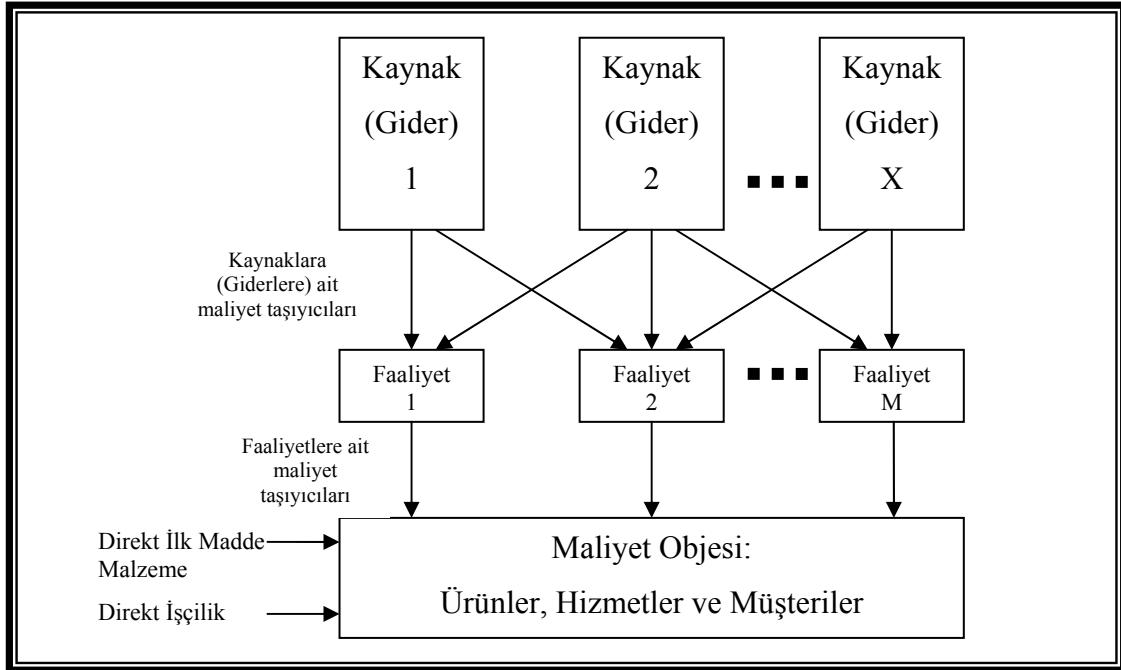 Kaynak
(Gider)
1
Kaynak
(Gider)
2
Kaynak
(Gider)
X
Kaynaklara
(Giderlere) ait
maliyet taşıyıcıları
Faaliyet
1
Faaliyet
2
Faaliyet
M
Faaliyetlere ait
maliyet
taşıyıcıları
Direkt İlk Madde
Malzeme
Direkt İşçilik
Maliyet Objesi:
Ürünler, Hizmetler ve Müşteriler